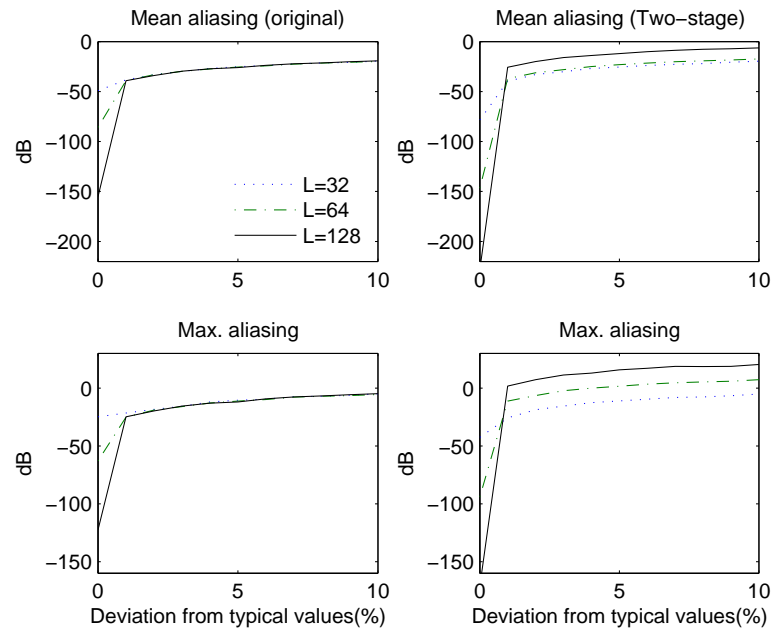 Mean aliasing (original)
0
−50
−100
−150
−200
dB
L=32
L=64
L=128
0
5
10
Mean aliasing (Two−stage)
0
−50
−100
−150
−200
dB
0
5
10
Max. aliasing
0
−50
−100
−150
dB
0
5
10
Deviation from typical values(%)
Max. aliasing
0
−50
−100
−150
dB
0
5
10
Deviation from typical values(%)